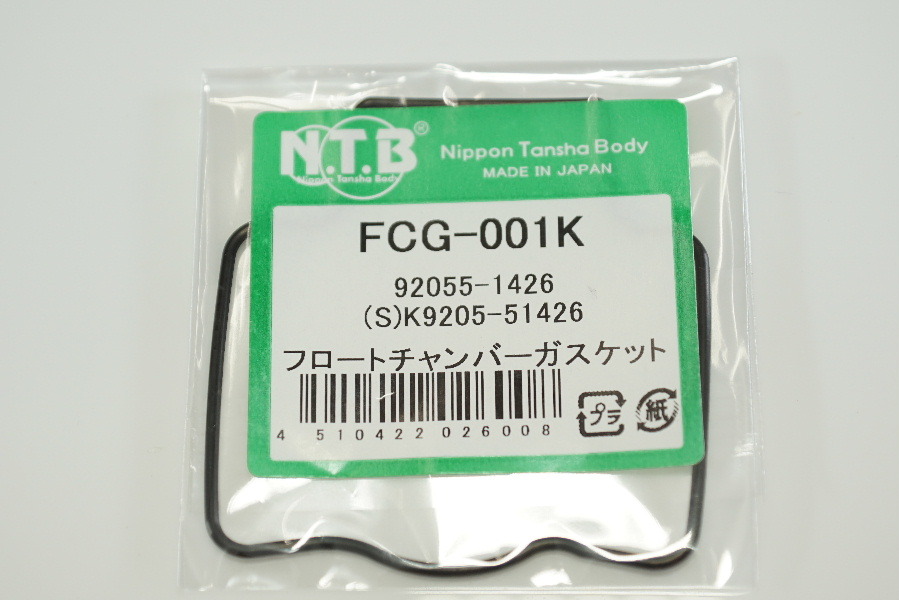 N.T.B®
Nippon Tansha Body
Nippon Tansha Body
MADE IN JAPAN
FCG-001K
92055-1426
(S)K9205-51426
フロートチャンバーガスケット
4 510422 026008
プラ
紙